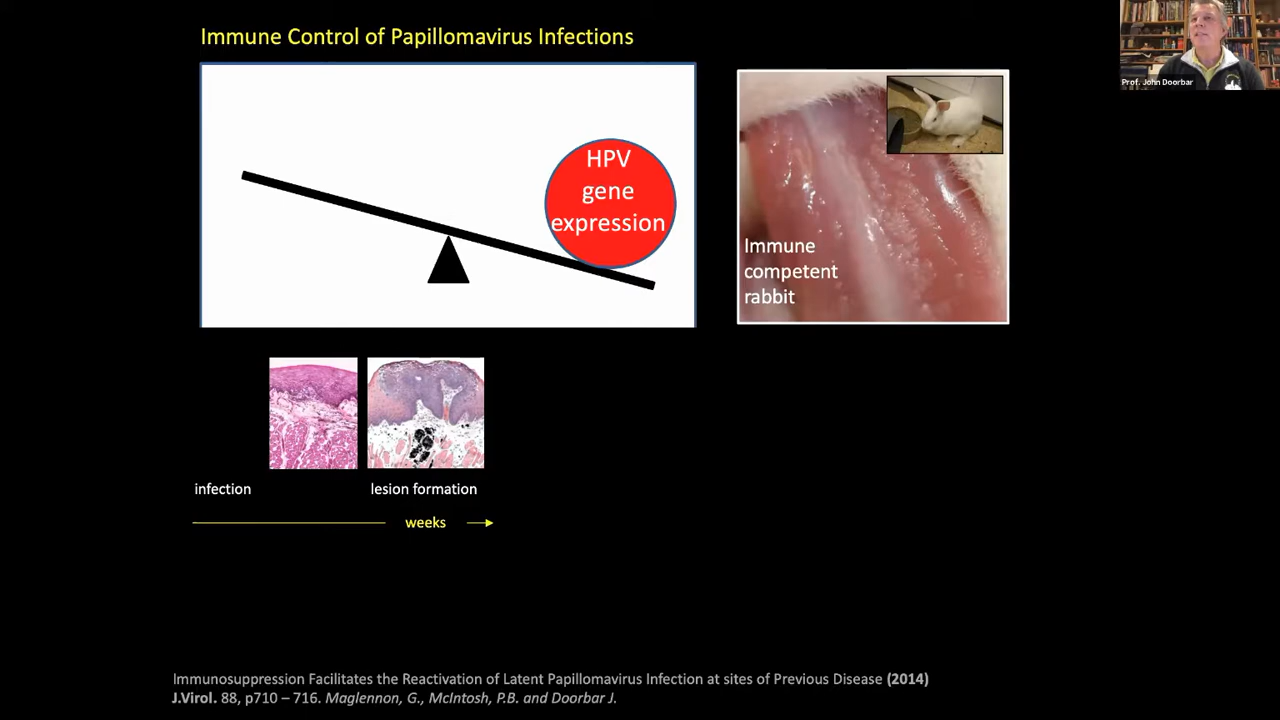 Immune Control of Papillomavirus Infections
Prof. John Doorbar
HPV
gene
expression
Immune
competent
rabbit
infection
lesion formation
weeks
Immunosuppression Facilitates the Reactivation of Latent Papillomavirus Infection at sites of Previous Disease (2014)
J.Virol. 88, p710 – 716. Maglennon, G., McIntosh, P.B. and Doorbar J.